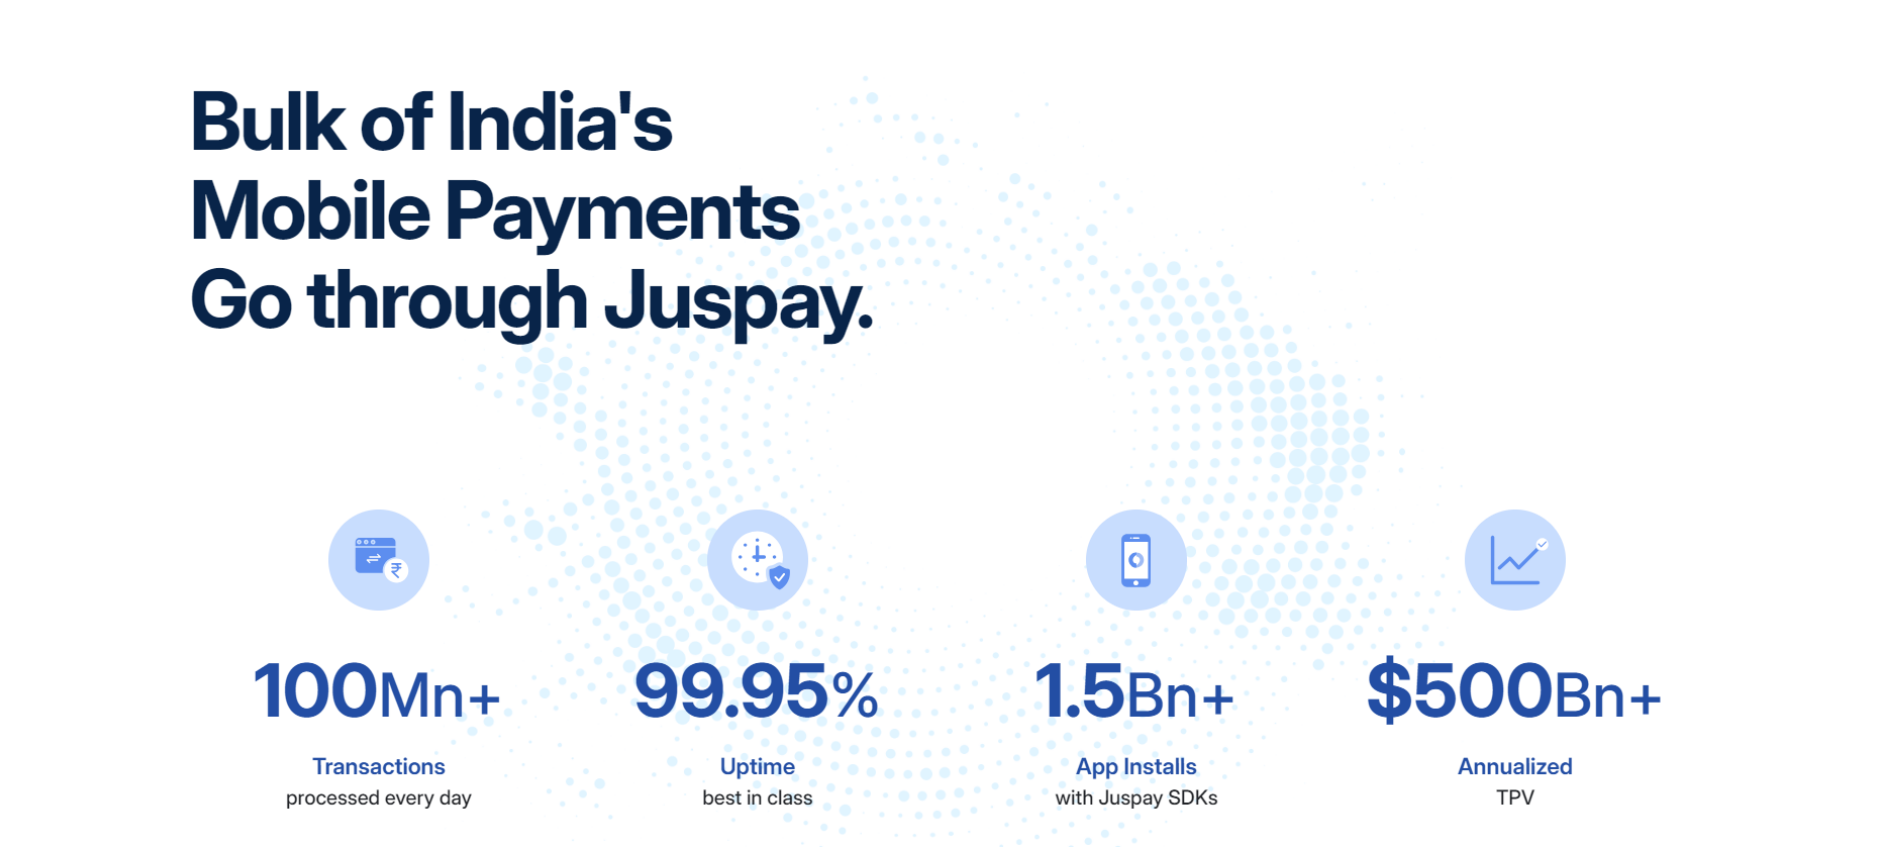 Bulk of India's
Mobile Payments
Go through Juspay.
100Mn+
Transactions
processed every day
99.95%
Uptime
best in class
1.5Bn+
App Installs
with Juspay SDKs
$500Bn+
Annualized
TPV